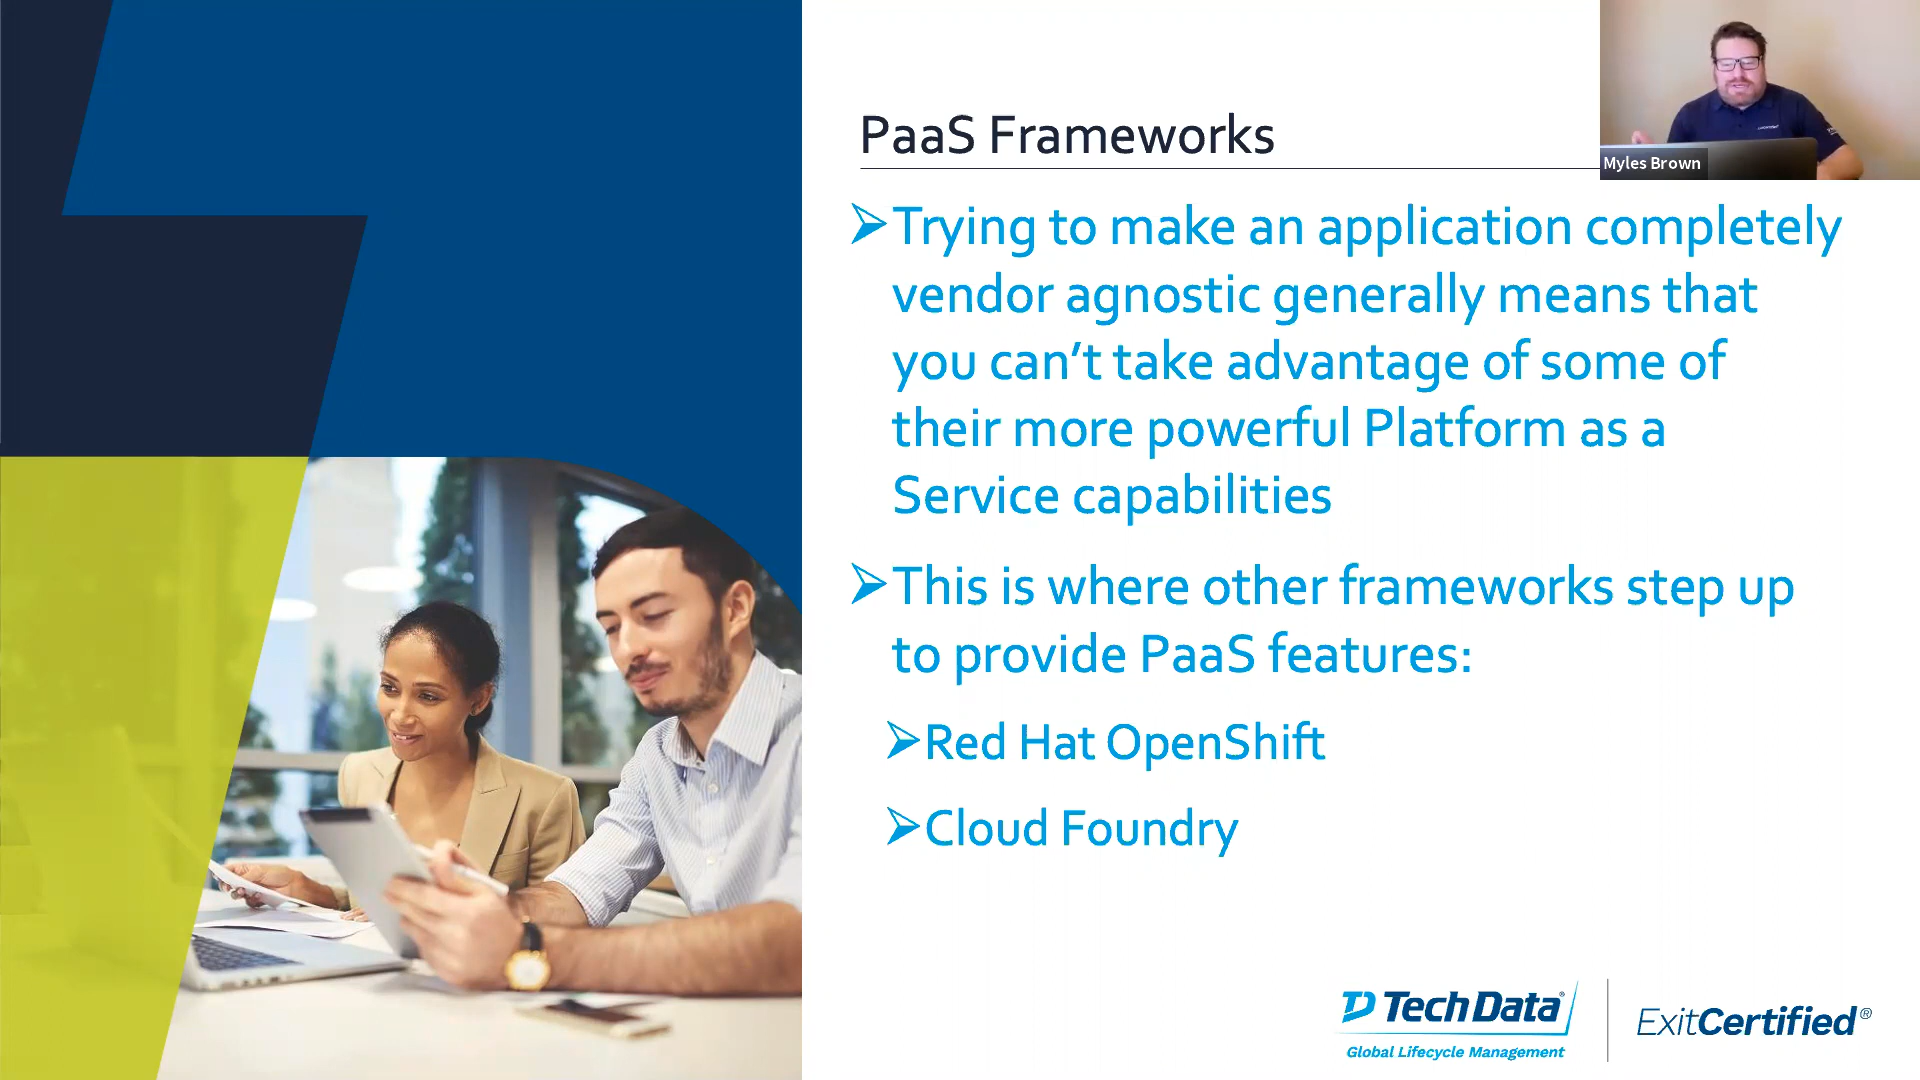 PaaS Frameworks
Myles Brown
➢Trying to make an application completely
vendor agnostic generally means that
you can’t take advantage of some of
their more powerful Platform as a
Service capabilities
➢This is where other frameworks step up
to provide PaaS features:
➢Red Hat OpenShift
➢Cloud Foundry
TechData®
Global Lifecycle Management
ExitCertified®